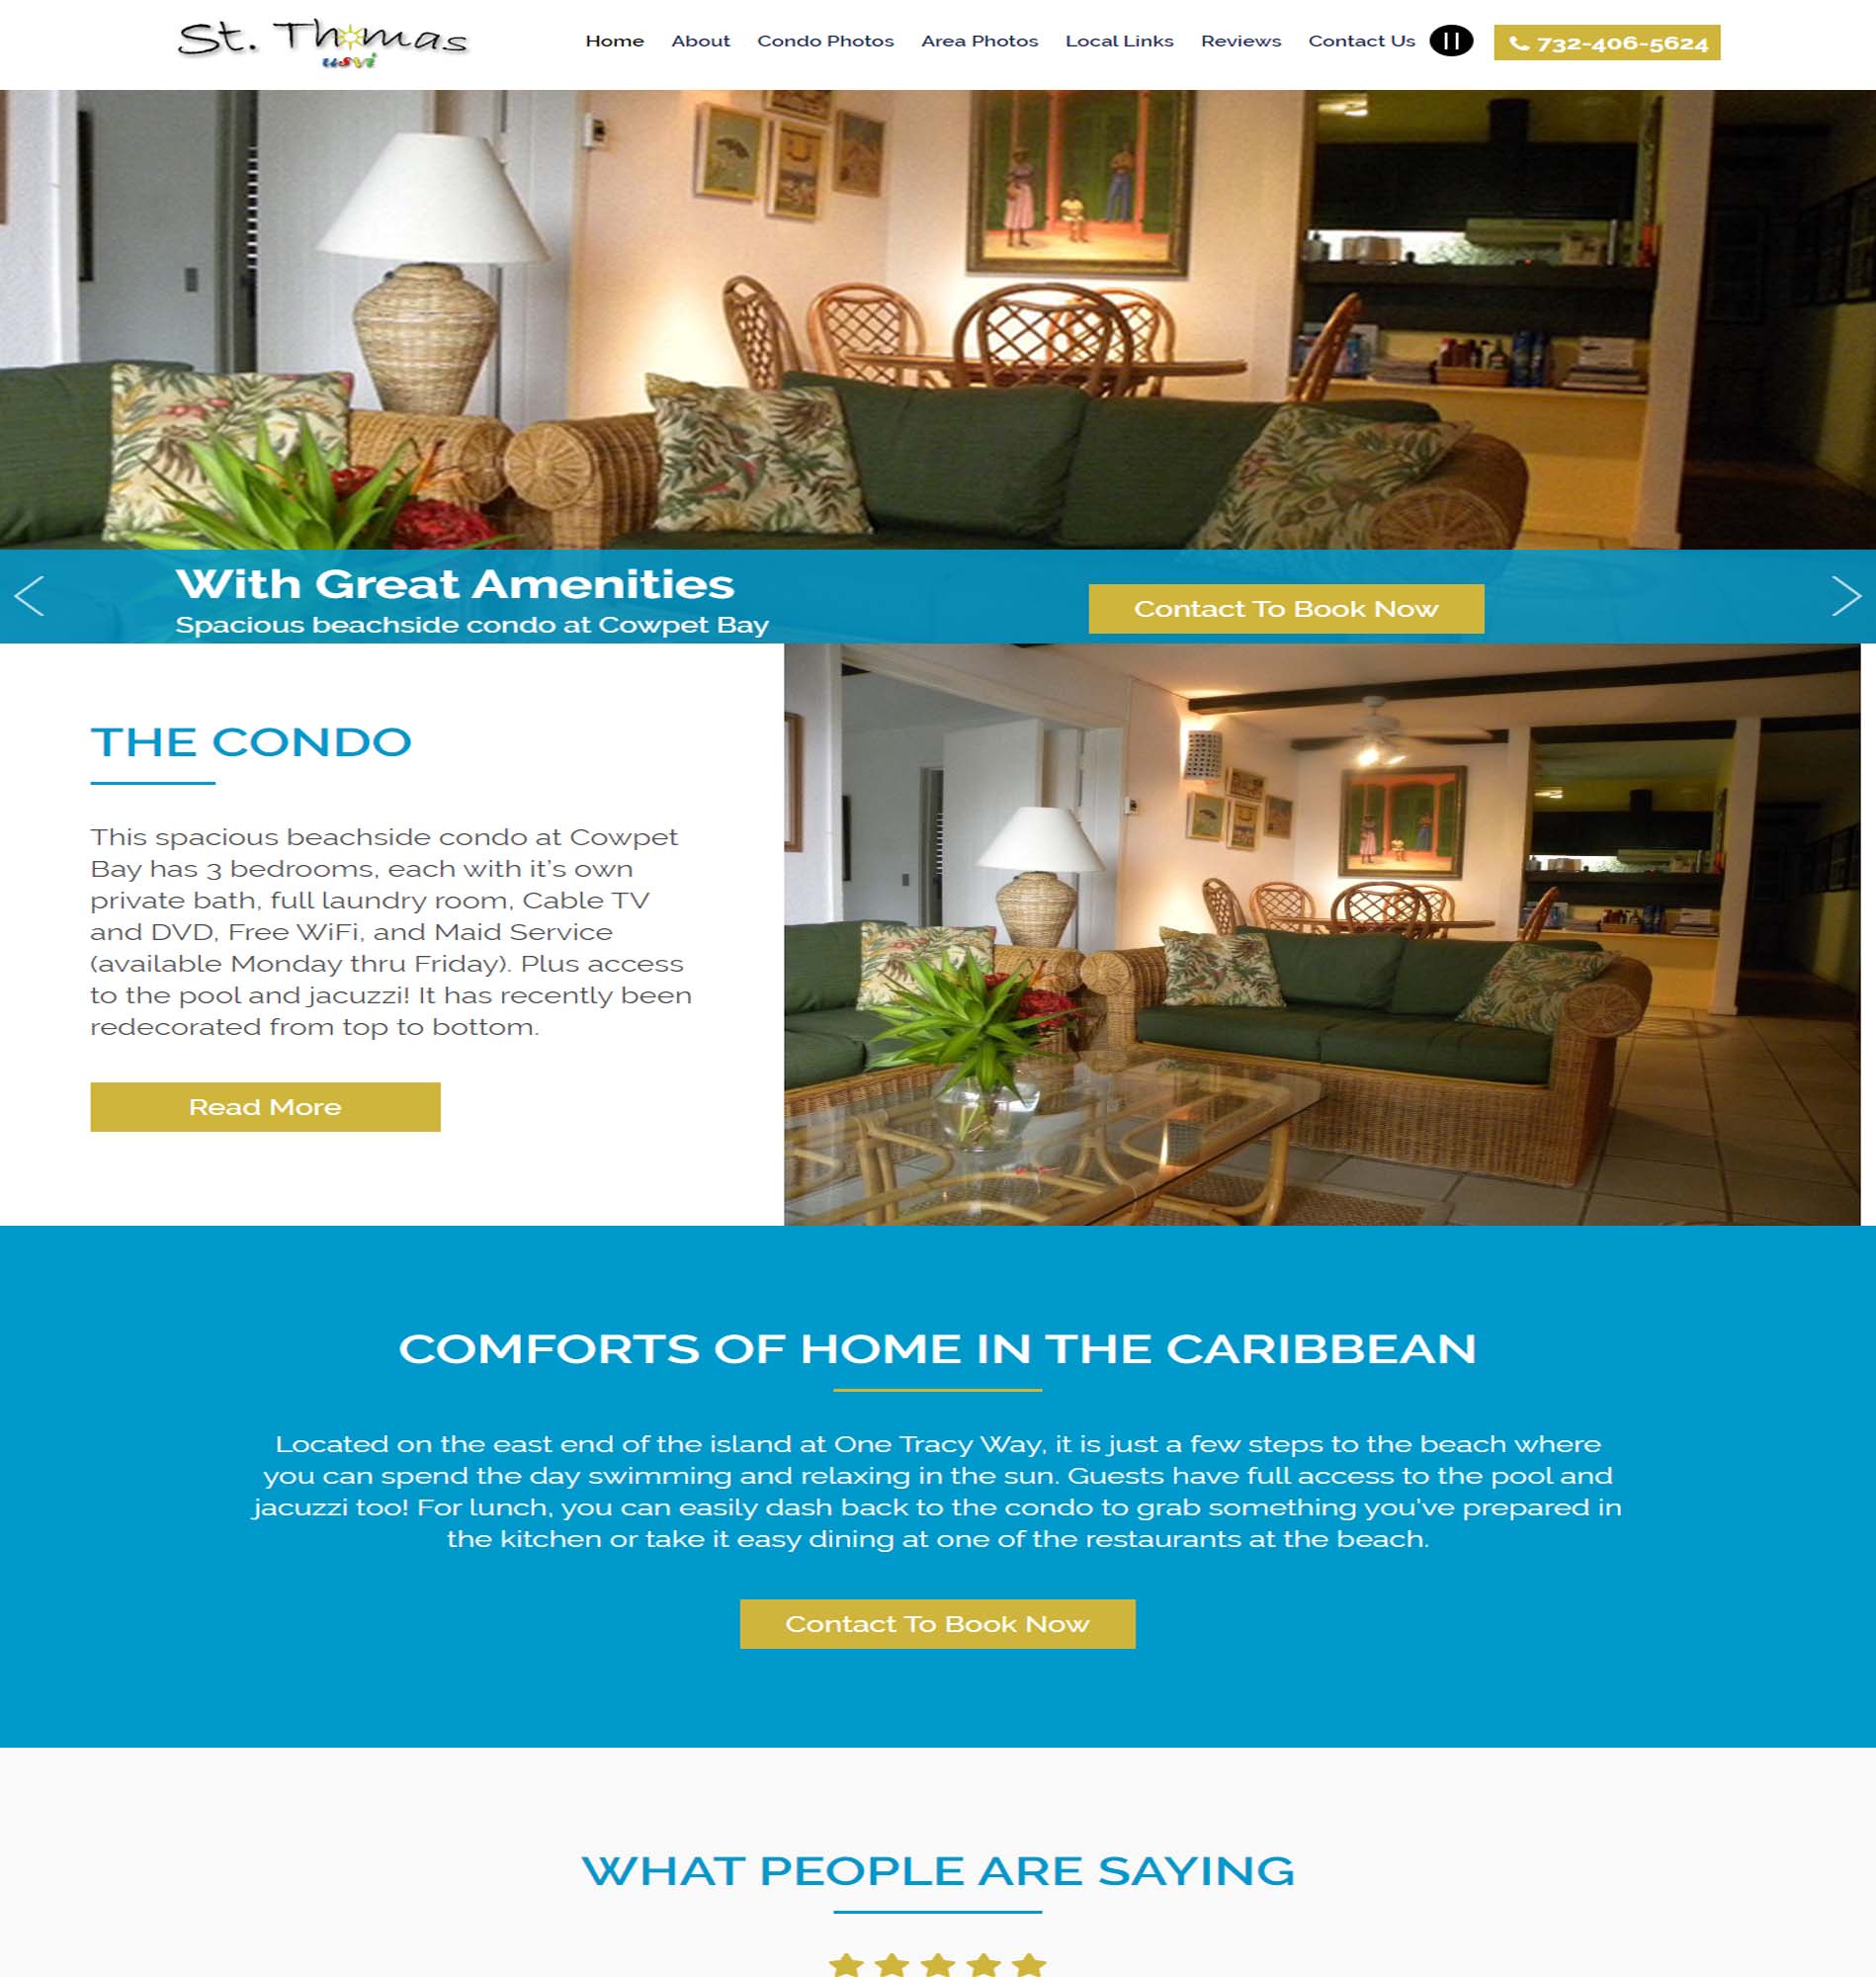 St. Thomas
usvi
Home About Condo Photos Area Photos Local Links Reviews Contact Us
732-406-5624
With Great Amenities
Spacious beachside condo at Cowpet Bay
Contact To Book Now
THE CONDO
This spacious beachside condo at Cowpet
Bay has 3 bedrooms, each with it’s own
private bath, full laundry room, Cable TV
and DVD, Free WiFi, and Maid Service
(available Monday thru Friday). Plus access
to the pool and jacuzzi! It has recently been
redecorated from top to bottom.
Read More
COMFORTS OF HOME IN THE CARIBBEAN
Located on the east end of the island at One Tracy Way, it is just a few steps to the beach where
you can spend the day swimming and relaxing in the sun. Guests have full access to the pool and
jacuzzi too! For lunch, you can easily dash back to the condo to grab something you’ve prepared in
the kitchen or take it easy dining at one of the restaurants at the beach.
Contact To Book Now
WHAT PEOPLE ARE SAYING